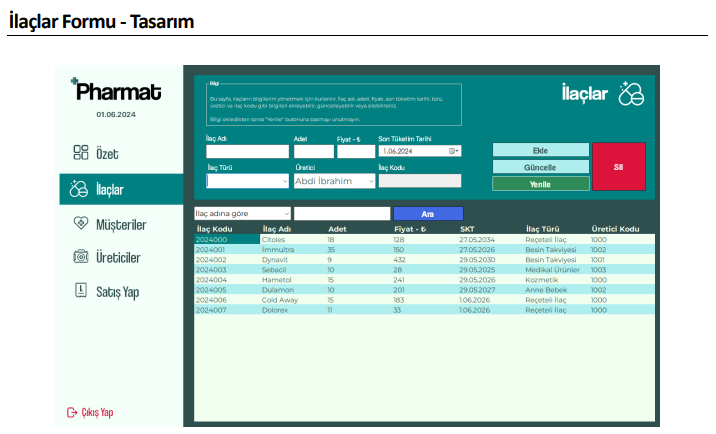 İlaçlar Formu - Tasarım
Pharmat
01.06.2024
Özet
İlaçlar
Müşteriler
Üreticiler
Satış Yap
Çıkış Yap
Bilgi
Bu sayfa, ilaçların bilgilerini yönetmek için kullanılır. İlaç adı, adeti, fiyatı, son tüketim tarihi, türü,
üretici ve ilaç kodu gibi bilgileri ekleyebilir, güncelleyebilir veya silebilirsiniz.
Bilgi ekledikten sonra "Yenile" butonuna basmayı unutmayın.
İlaçlar
İlaç Adı Adet Fiyat - ₺ Son Tüketim Tarihi
1.06.2024
İlaç Türü Üretici İlaç Kodu
Abdi İbrahim
Ekle
Güncelle
Yenile
Sil
İlaç adına göre
Ara
İlaç Kodu İlaç Adı Adet Fiyat - ₺ SKT İlaç Türü Üretici Kodu
2024000 Citoles 18 128 27.05.2034 Reçeteli İlaç 1000
2024001 Immultra 35 150 27.05.2026 Besin Takviyesi 1002
2024002 Dynavit 9 432 29.05.2030 Besin Takviyesi 1001
2024003 Sebacil 10 28 29.05.2025 Medikal Ürünler 1003
2024004 Hametol 15 241 29.05.2026 Kozmetik 1000
2024005 Dulamon 10 201 29.05.2027 Anne Bebek 1002
2024006 Cold Away 15 183 1.06.2026 Reçeteli İlaç 1000
2024007 Dolorex 11 33 1.06.2026 Reçeteli İlaç 1000